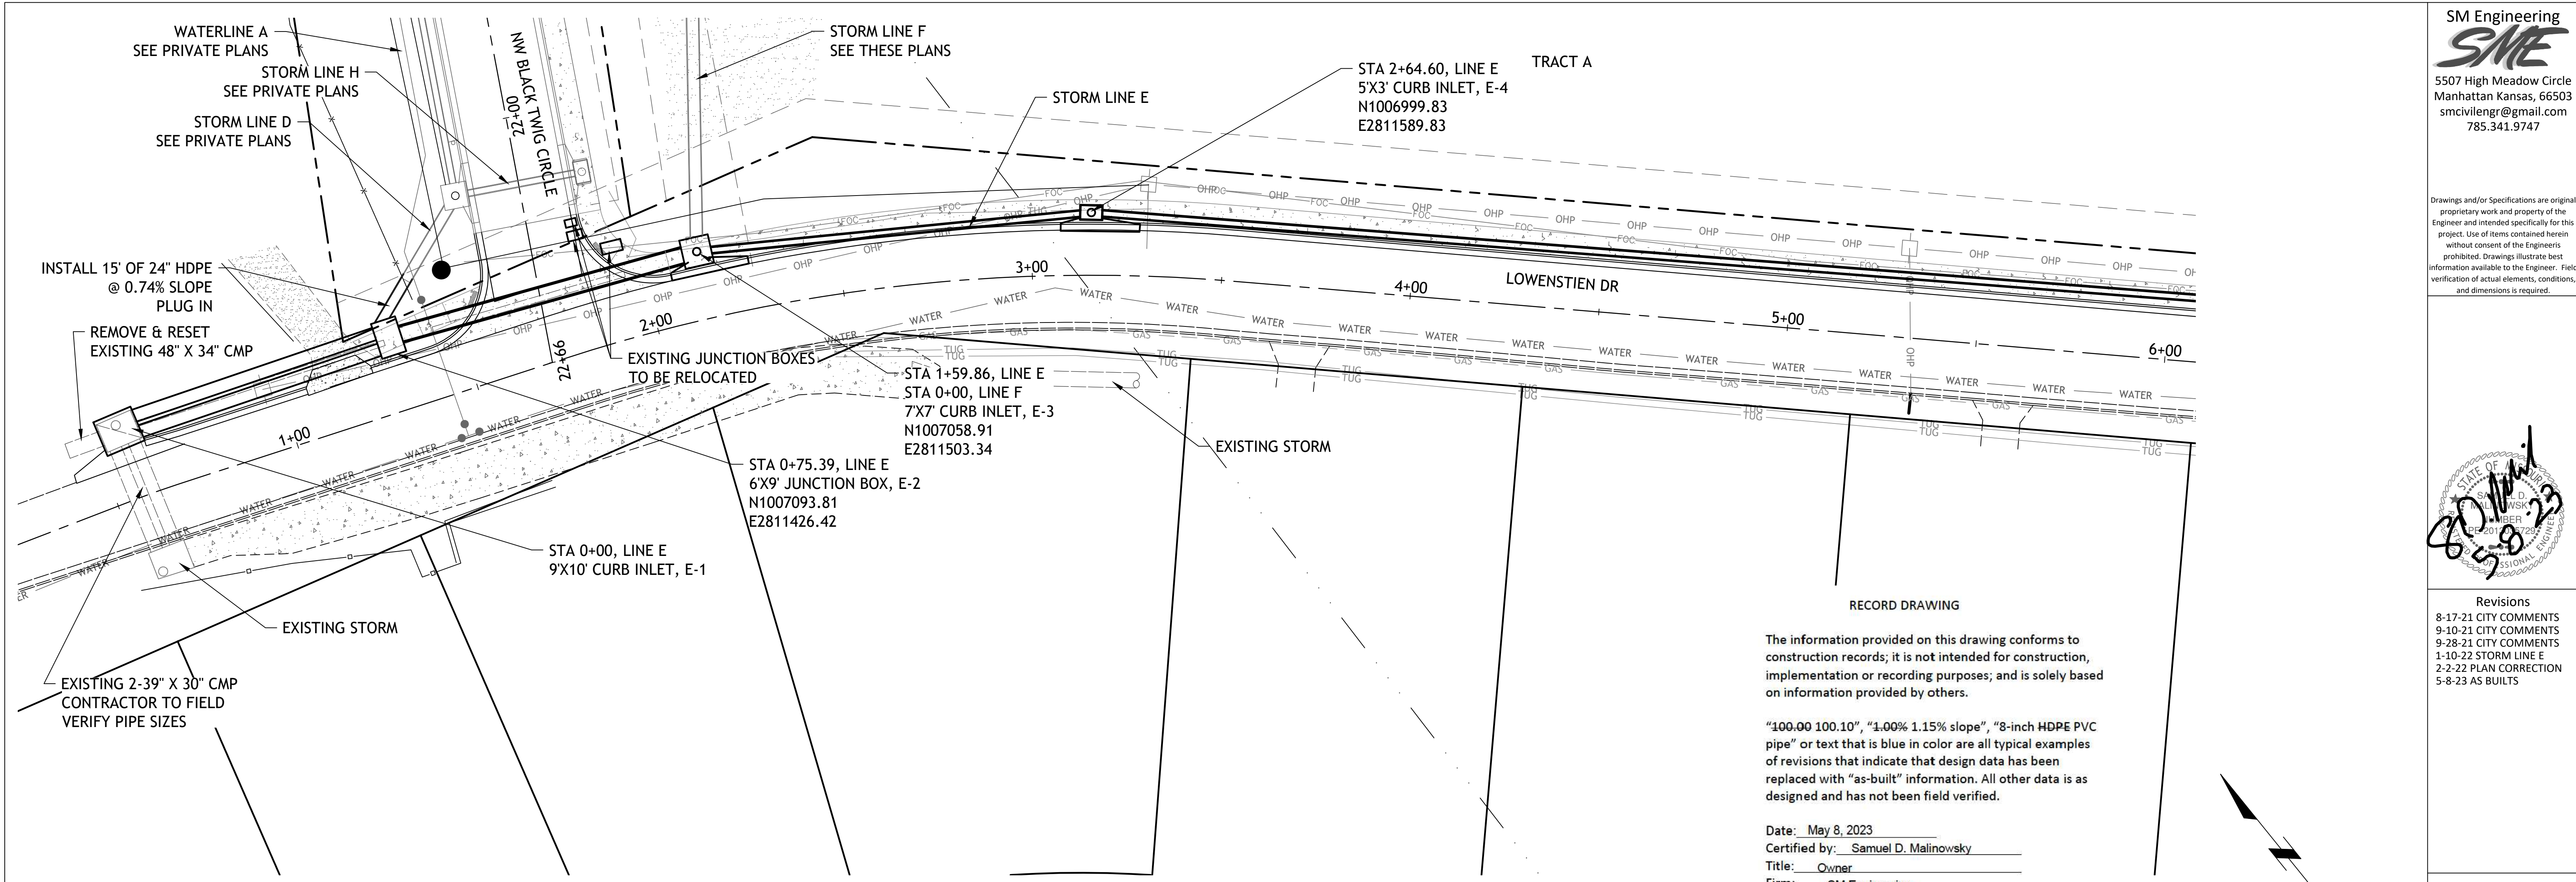 WATERLINE A
SEE PRIVATE PLANS
STORM LINE H
SEE PRIVATE PLANS
STORM LINE D
SEE PRIVATE PLANS
NW BLACK TWIG CIRCLE
22+00
STORM LINE F
SEE THESE PLANS
STORM LINE E
STA 2+64.60, LINE E
5'X3' CURB INLET, E-4
N1006999.83
E2811589.83
TRACT A
INSTALL 15' OF 24" HDPE
@ 0.74% SLOPE
PLUG IN
REMOVE & RESET
EXISTING 48" X 34" CMP
1+00
2+00
22+66
3+00
4+00
LOWENSTIEN DR
5+00
6+00
FOC
OHP
TUG
WATER
GAS
EXISTING JUNCTION BOXES
TO BE RELOCATED
STA 1+59.86, LINE E
STA 0+00, LINE F
7'X7' CURB INLET, E-3
N1007058.91
E2811503.34
EXISTING STORM
STA 0+75.39, LINE E
6'X9' JUNCTION BOX, E-2
N1007093.81
E2811426.42
STA 0+00, LINE E
9'X10' CURB INLET, E-1
EXISTING STORM
EXISTING 2-39" X 30" CMP
CONTRACTOR TO FIELD
VERIFY PIPE SIZES
RECORD DRAWING
The information provided on this drawing conforms to
construction records; it is not intended for construction,
implementation or recording purposes; and is solely based
on information provided by others.
"100.00 100.10", "1.00% 1.15% slope", "8-inch HDPE PVC
pipe" or text that is blue in color are all typical examples
of revisions that indicate that design data has been
replaced with "as-built" information. All other data is as
designed and has not been field verified.
Date: May 8, 2023
Certified by: Samuel D. Malinowsky
Title: Owner
SM Engineering
SME
5507 High Meadow Circle
Manhattan Kansas, 66503
smcivilengr@gmail.com
785.341.9747
Drawings and/or Specifications are original
proprietary work and property of the
Engineer and intended specifically for this
project. Use of items contained herein
without consent of the Engineeris
prohibited. Drawings illustrate best
information available to the Engineer. Field
verification of actual elements, conditions,
and dimensions is required.
STATE OF MISSOURI
5-8-23
Revisions
8-17-21 CITY COMMENTS
9-10-21 CITY COMMENTS
9-28-21 CITY COMMENTS
1-10-22 STORM LINE E
2-2-22 PLAN CORRECTION
5-8-23 AS BUILTS